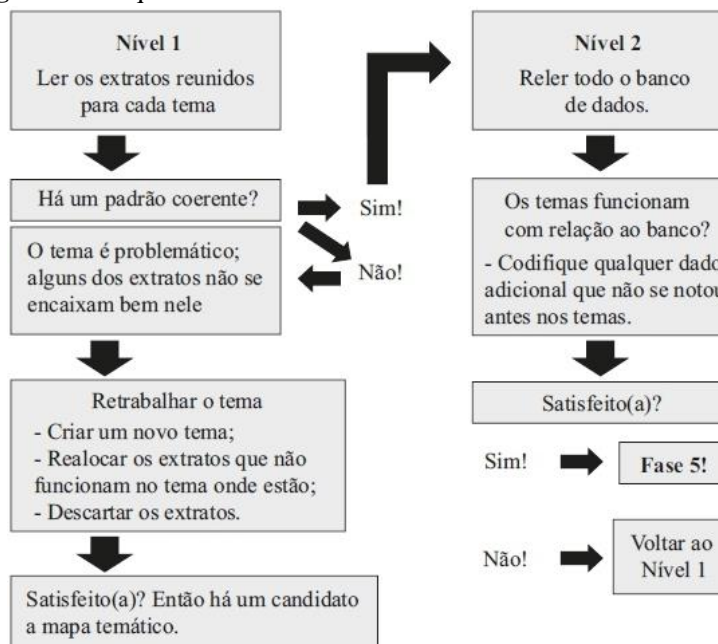 Nível 1
Ler os extratos reunidos
para cada tema
Há um padrão coerente?
Sim!
Não!
O tema é problemático;
alguns dos extratos não se
encaixam bem nele
Retrabalhar o tema
- Criar um novo tema;
- Realocar os extratos que não
funcionam no tema onde estão;
- Descartar os extratos.
Satisfeito(a)? Então há um candidato
a mapa temático.
Nível 2
Reler todo o banco
de dados.
Os temas funcionam
com relação ao banco?
- Codifique qualquer dado
adicional que não se notou
antes nos temas.
Satisfeito(a)?
Sim!
Fase 5!
Não!
Voltar ao
Nível 1